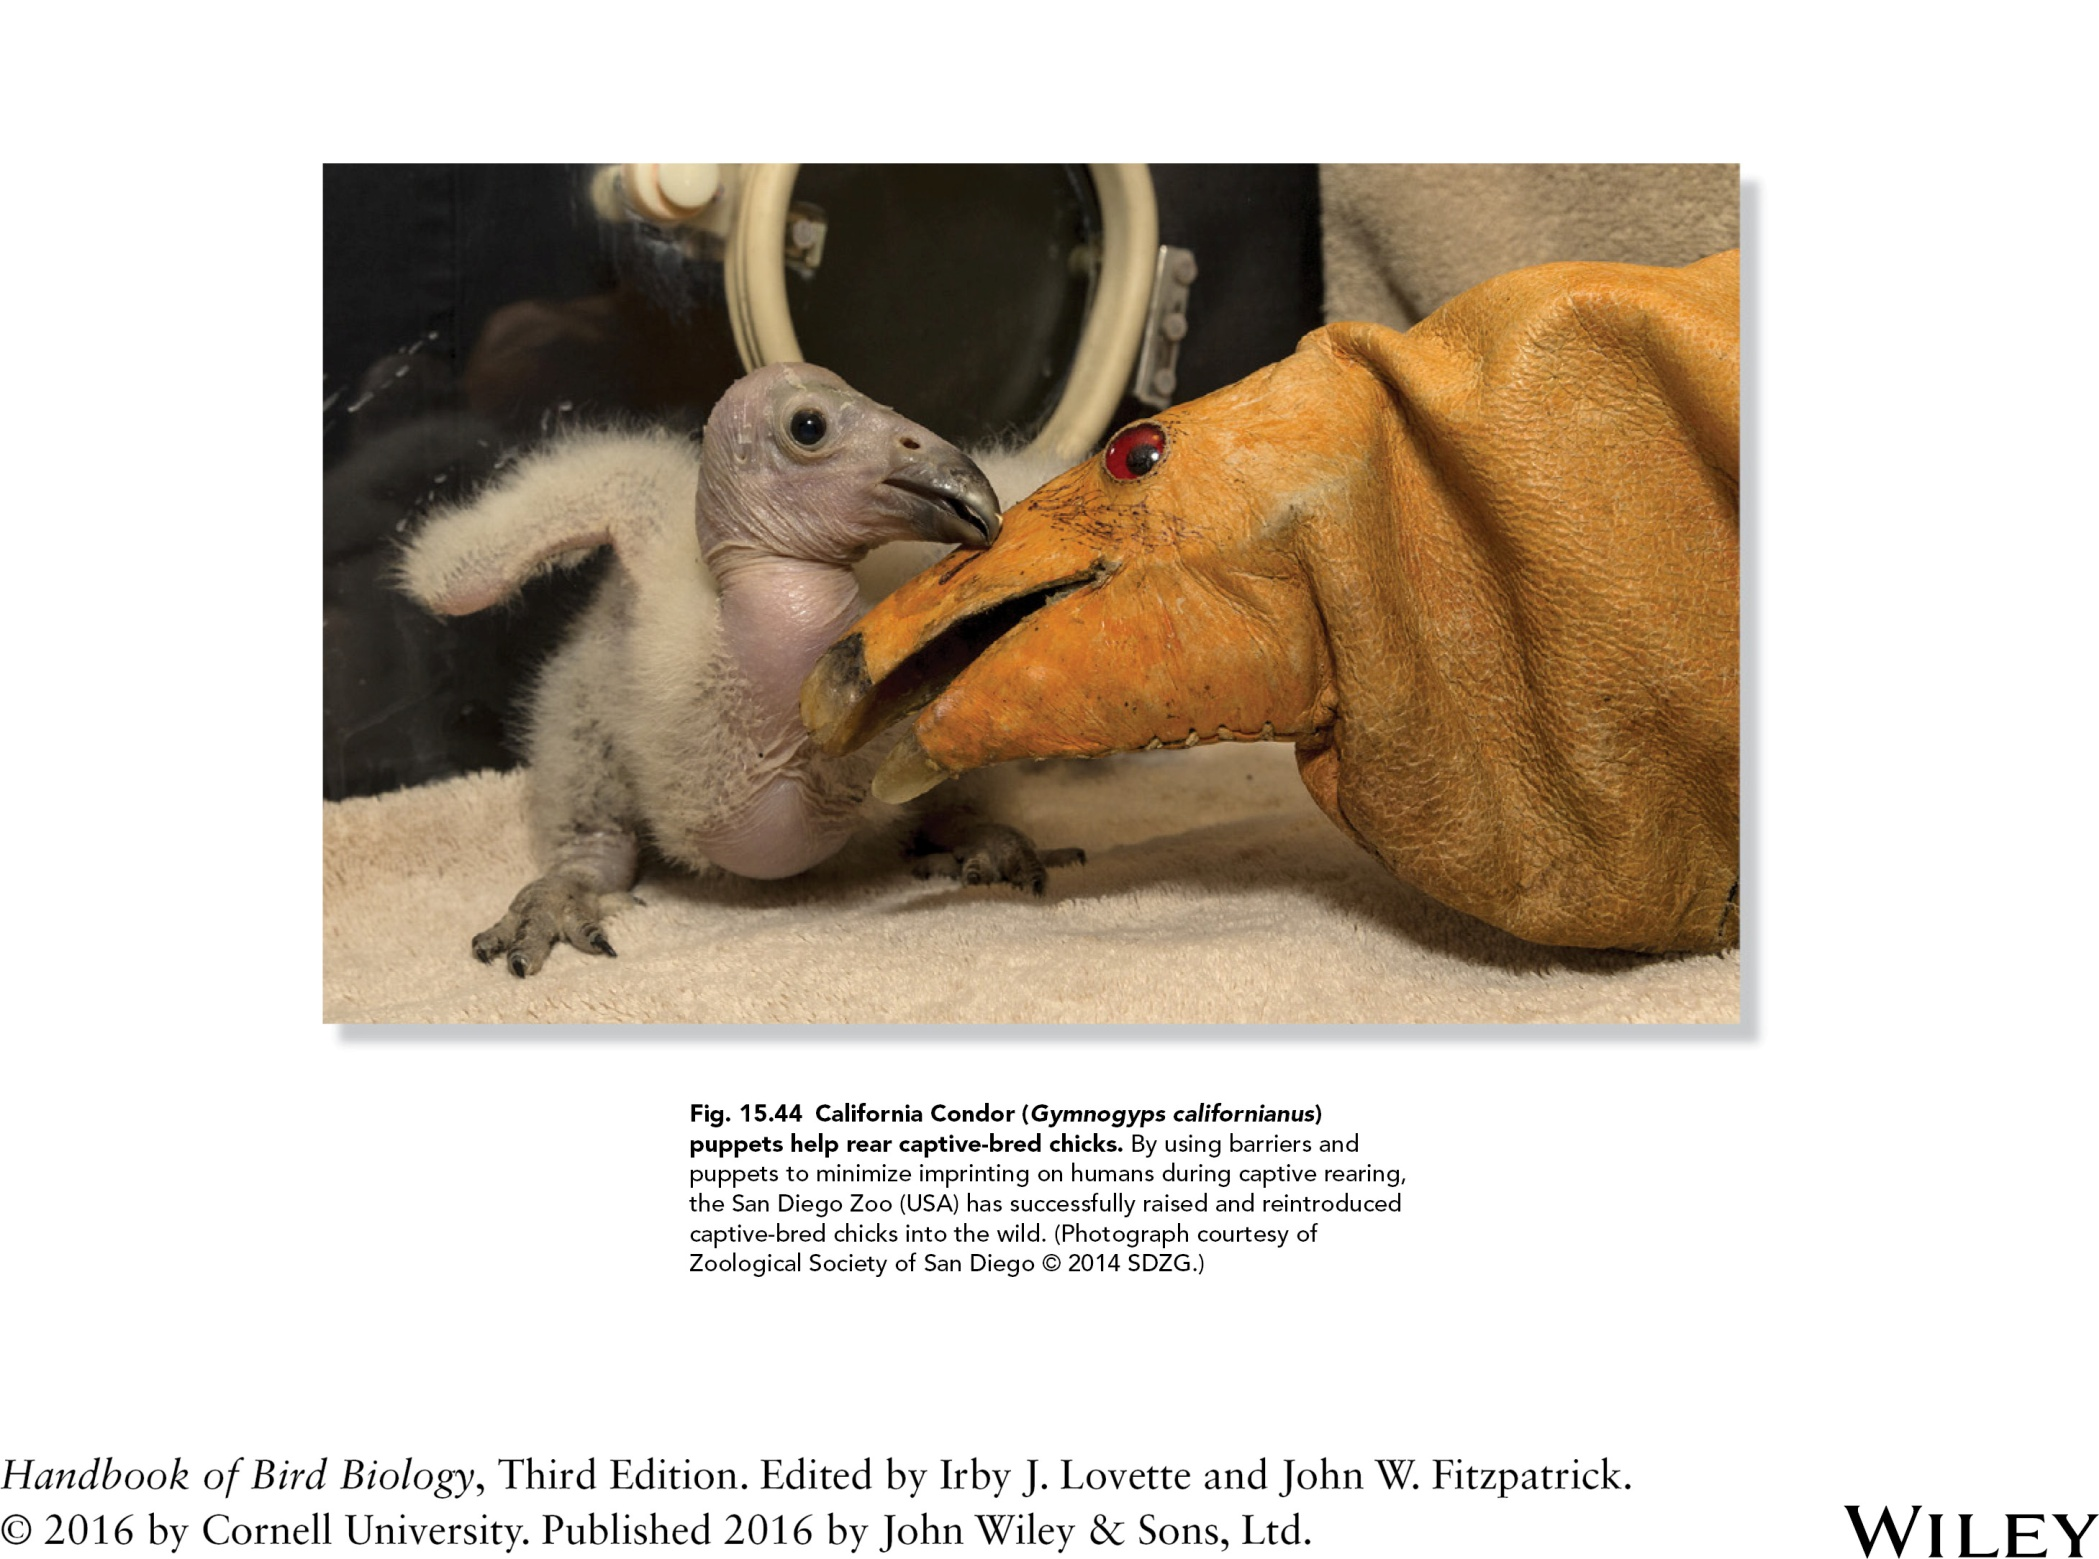 Fig. 15.44 California Condor (Gymnogyps californianus)
puppets help rear captive-bred chicks. By using barriers and
puppets to minimize imprinting on humans during captive rearing,
the San Diego Zoo (USA) has successfully raised and reintroduced
captive-bred chicks into the wild. (Photograph courtesy of
Zoological Society of San Diego © 2014 SDZG.)
Handbook of Bird Biology, Third Edition. Edited by Irby J. Lovette and John W. Fitzpatrick.
© 2016 by Cornell University. Published 2016 by John Wiley & Sons, Ltd.
WILEY